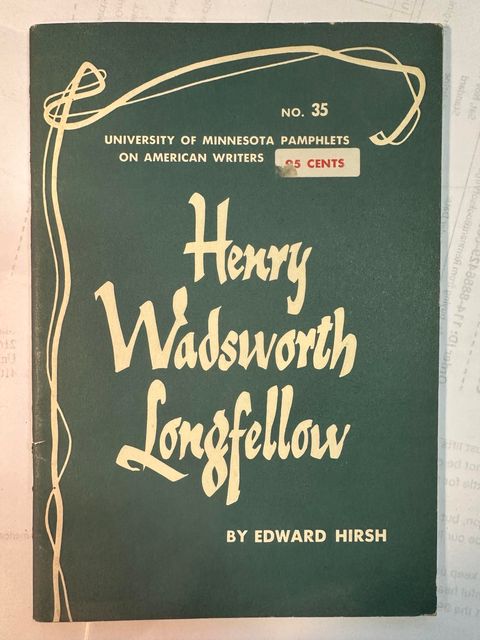 NO. 35
UNIVERSITY OF MINNESOTA PAMPHLETS
ON AMERICAN WRITERS 95 CENTS
Henry
Wadsworth
Longfellow
BY EDWARD HIRSH